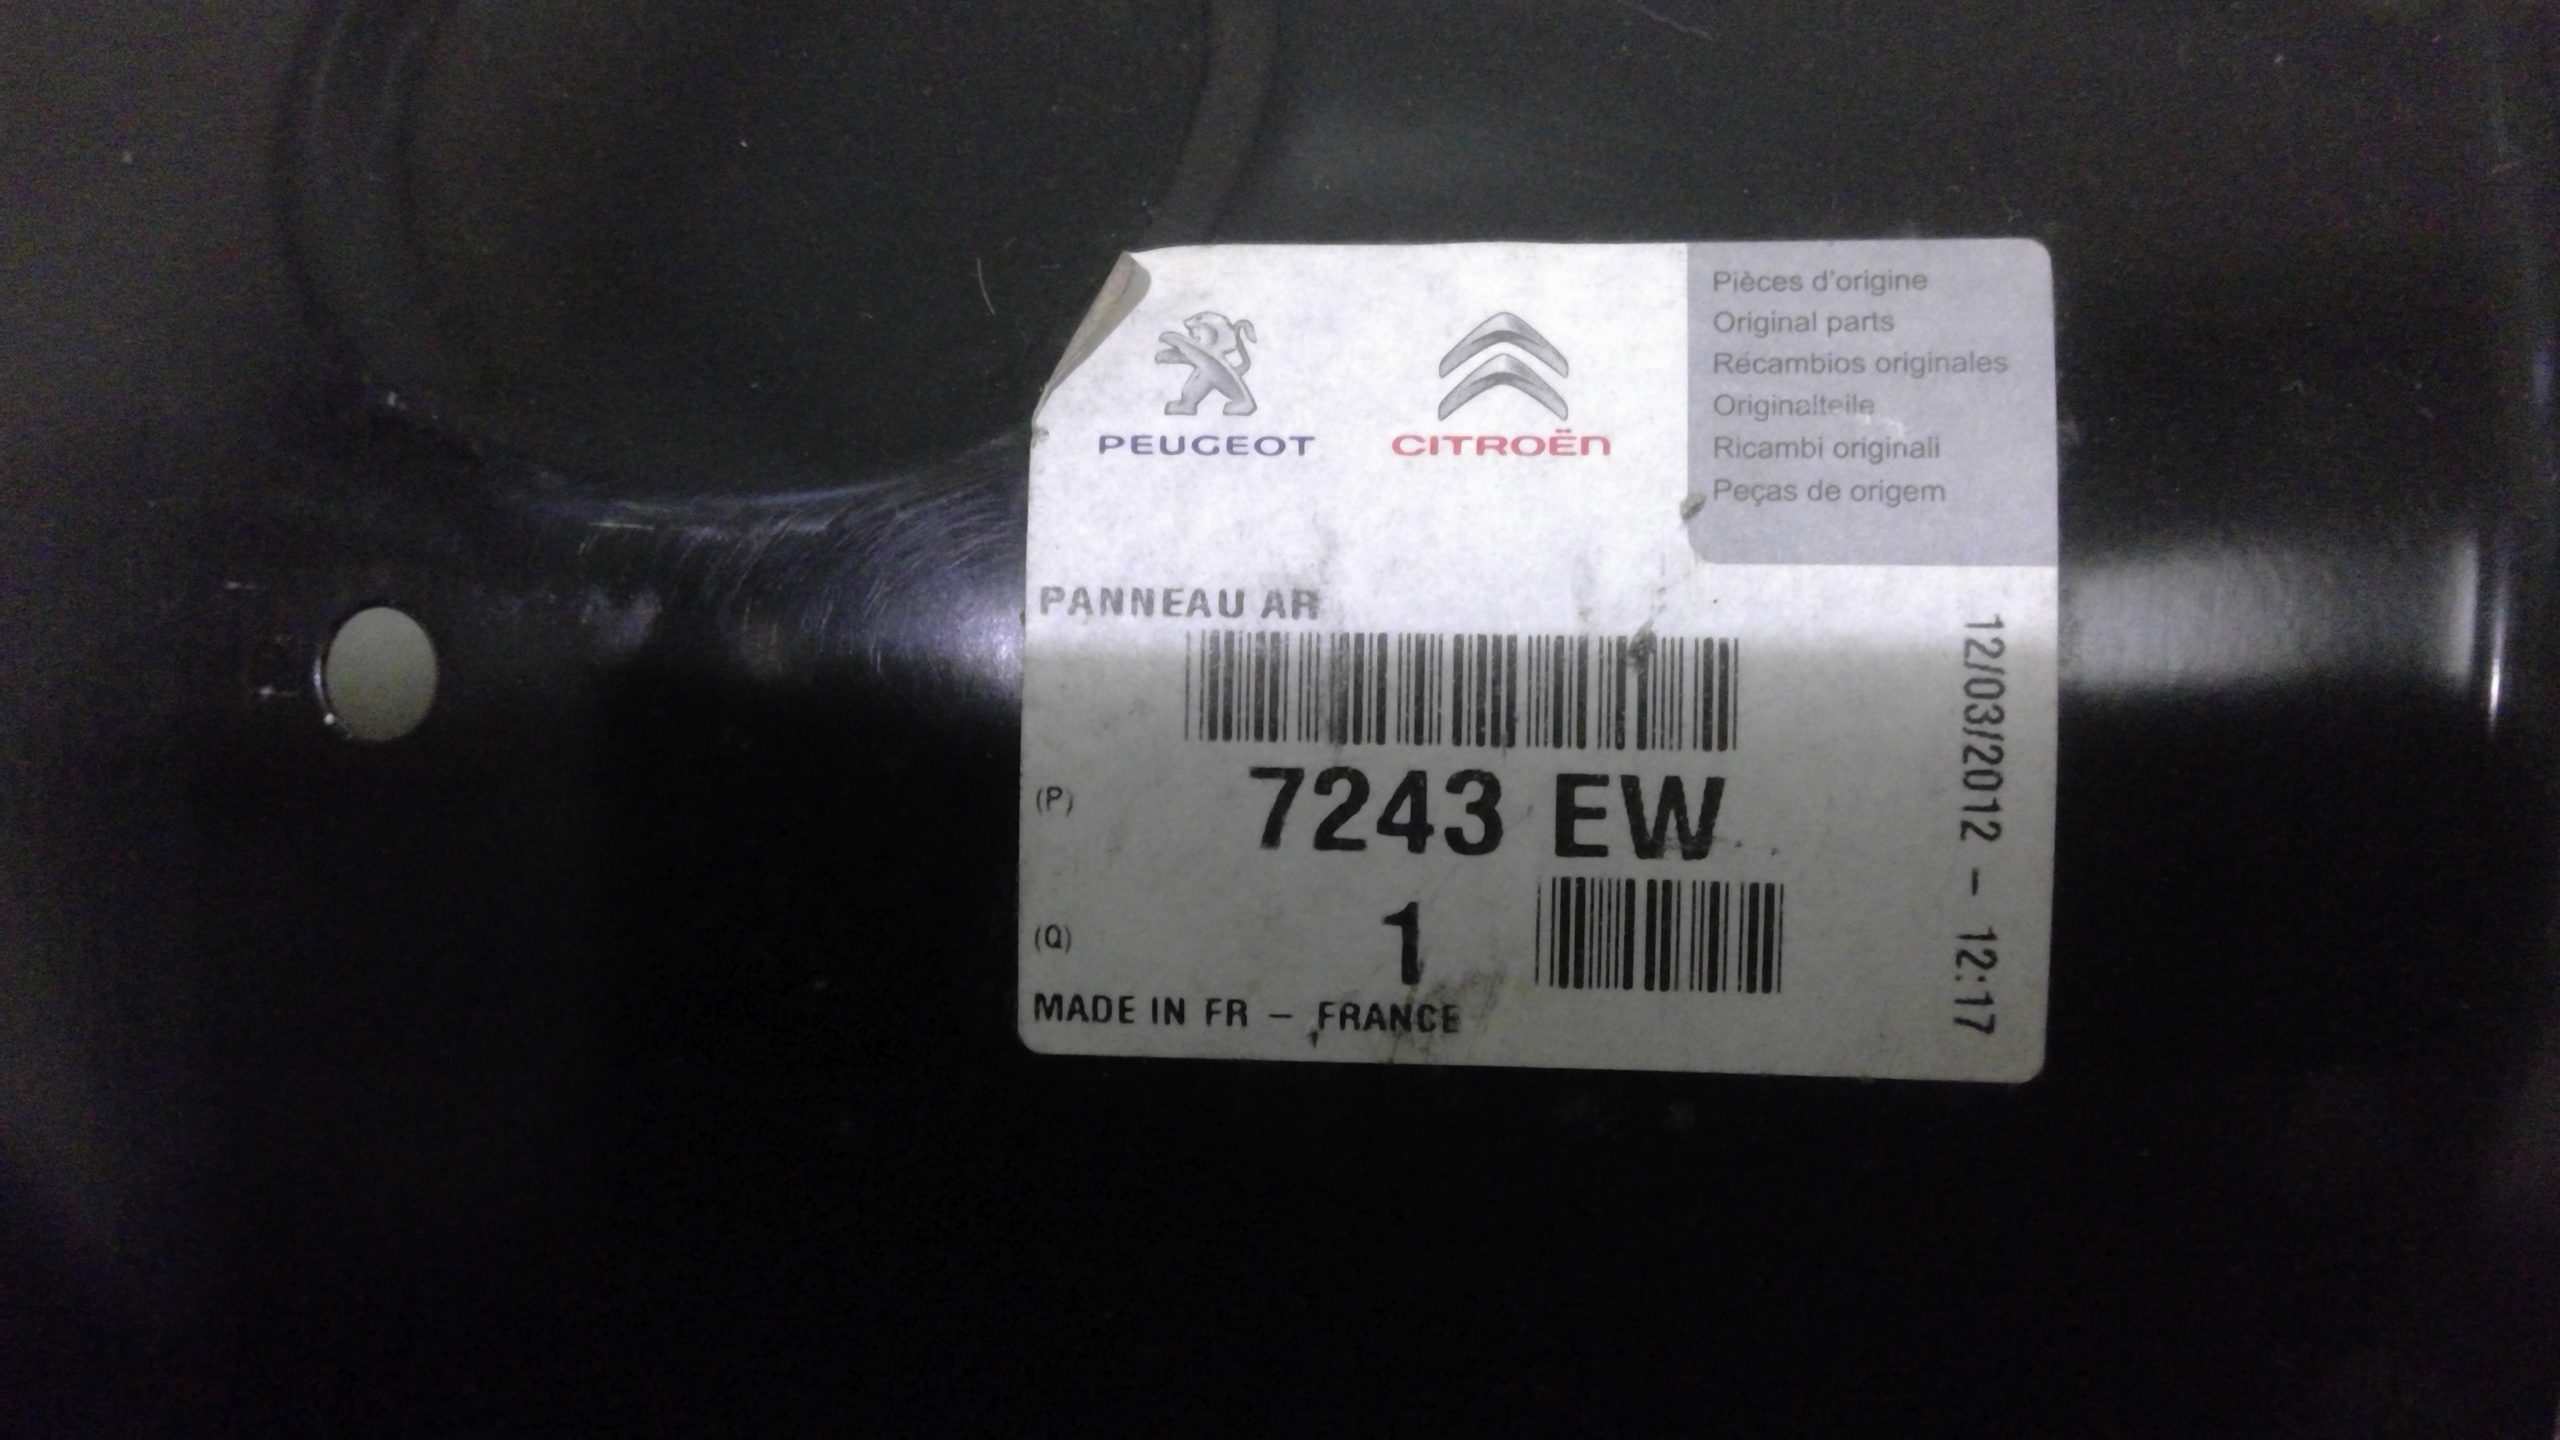 PEUGEOT
CITROËN
Pièces d'origine
Original parts
Recambios originales
Originalteile
Ricambi originali
Peças de origem
PANNEAU AR
(P) 7243 EW
(Q) 1
MADE IN FR - FRANCE
12/03/2012 - 12:17